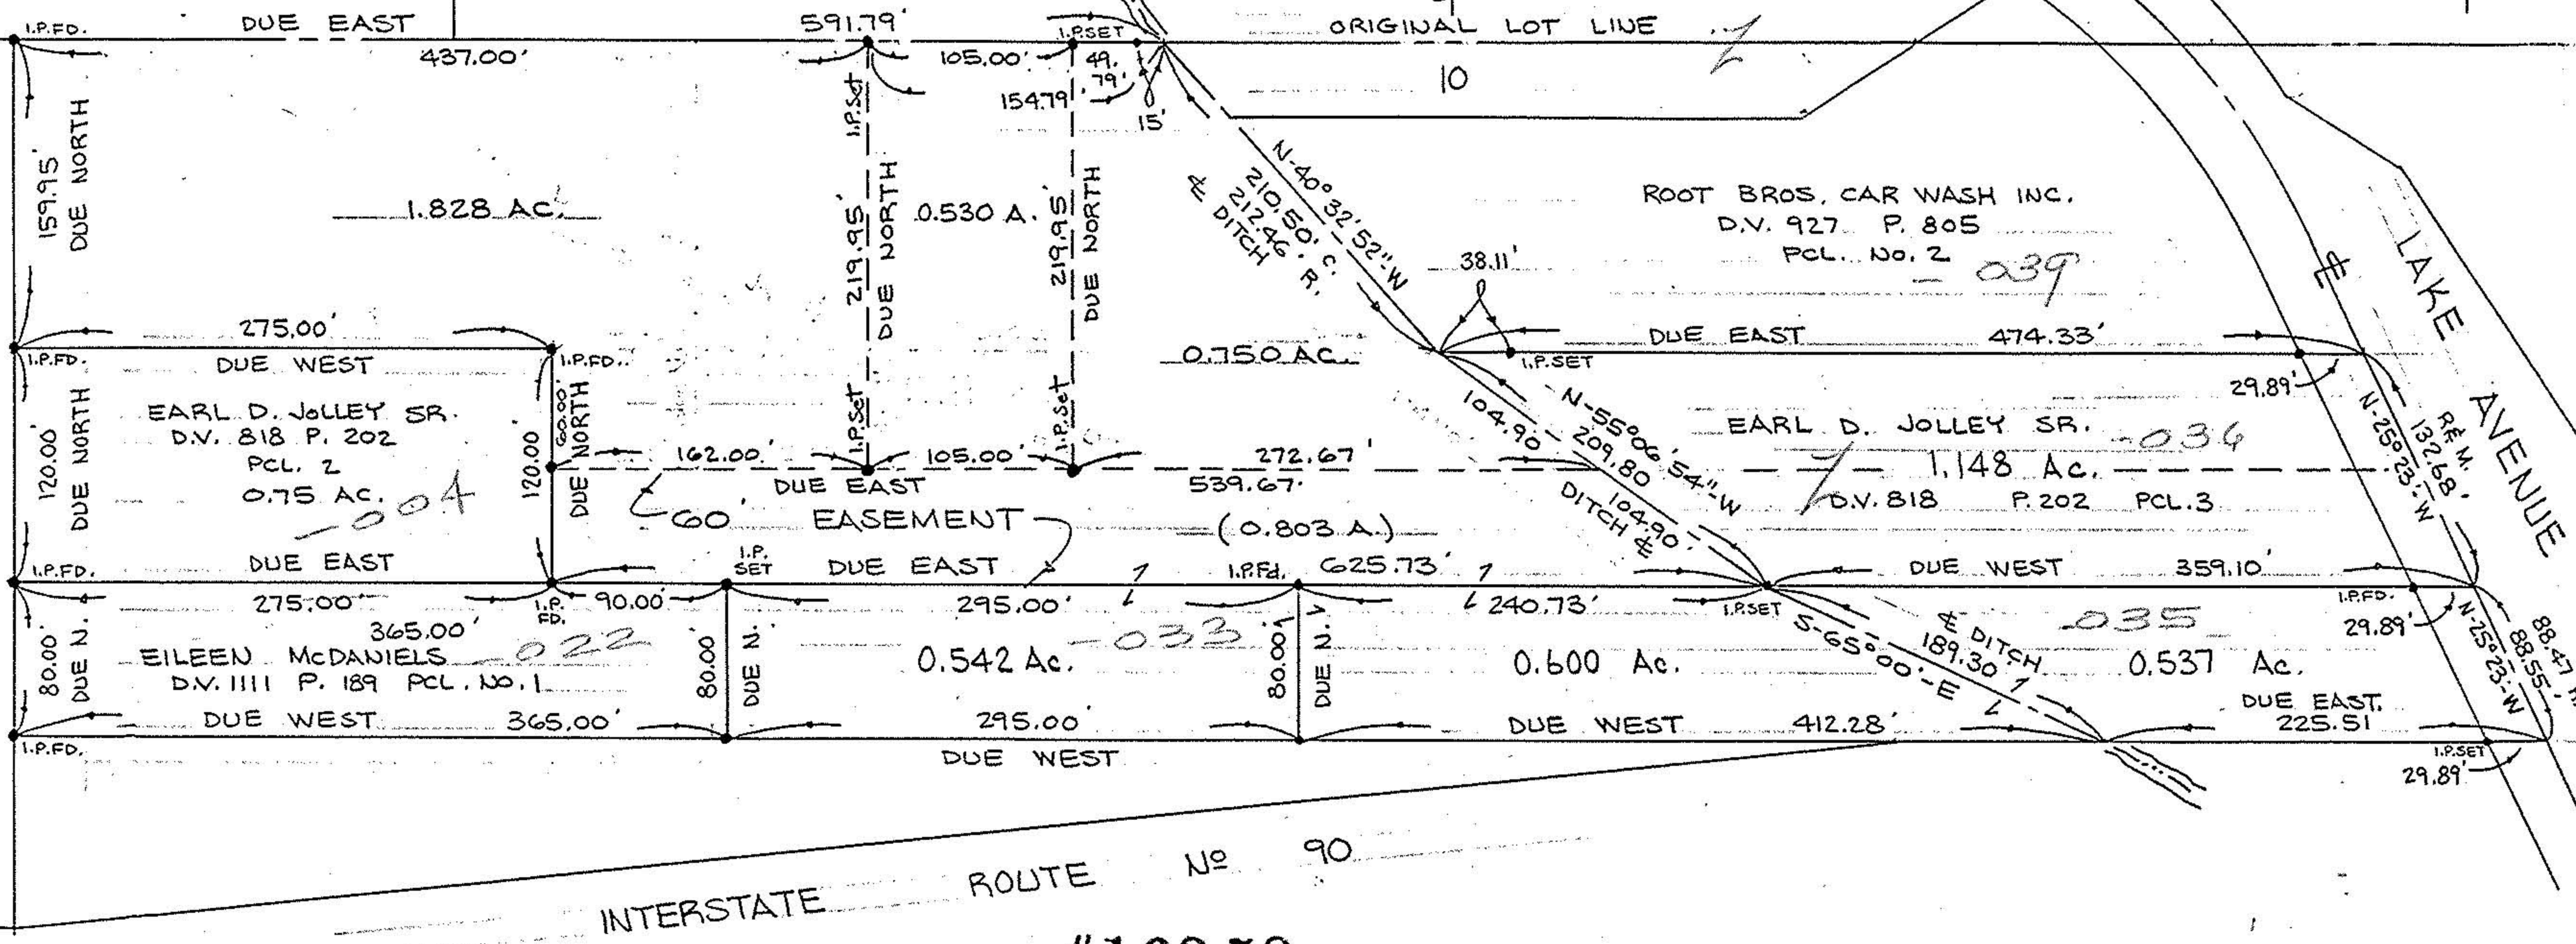 I.P.FD.
DUE EAST
591.79'
I.P.SET
ORIGINAL LOT LINE
437.00'
105.00'
49.
79'
154.79'
15'
10
159.95'
DUE NORTH
1.828 AC.
I.P.Set
219.95'
DUE NORTH
I.P.Set
0.530 A.
219.95'
DUE NORTH
I.P.Set
N-40°32'52"-W
210.50' C.
212.46' R.
℄ DITCH
ROOT BROS. CAR WASH INC.
D.V. 927 P. 805
PCL. NO. 2
-039
38.11'
LAKE AVENUE
℄
275.00'
DUE WEST
I.P.FD.
I.P.FD.
0.750 AC.
I.P.SET
DUE EAST 474.33'
29.89'
EARL D. JOLLEY SR.
D.V. 818 P. 202
PCL. 2
0.75 AC.
-004
120.00'
DUE NORTH
120.00'
60.00'
DUE NORTH
162.00'
105.00'
272.67'
DUE EAST
539.67'
60' EASEMENT
(0.803 A.)
104.90
N-55°06'54"-W
209.80
104.90
DITCH ℄
EARL D. JOLLEY SR.
-034
1.148 AC.
D.V. 818 P. 202 PCL. 3
N-25°23'-W
132.68'
REM.
DUE EAST
I.P.FD.
I.P.
SET
DUE EAST
I.P.Fd.
625.73'
DUE WEST 359.10'
275.00'
I.P.
FD.
90.00'
295.00'
240.73'
I.P.SET
I.P.FD.
29.89'
365.00'
EILEEN McDANIELS
-022
D.V. 1111 P. 189 PCL. NO. 1
80.00'
DUE N.
80.00'
DUE N.
0.542 Ac.
-033
80.00'
DUE N.
0.600 Ac.
℄ DITCH
189.30
S-65°00'-E
035
0.537 Ac.
N-25°23'-W
88.55'
88.47
DUE WEST 365.00'
295.00'
DUE WEST 412.28'
DUE EAST.
225.51
I.P.FD.
DUE WEST
I.P.SET
29.89'
INTERSTATE ROUTE Nº 90